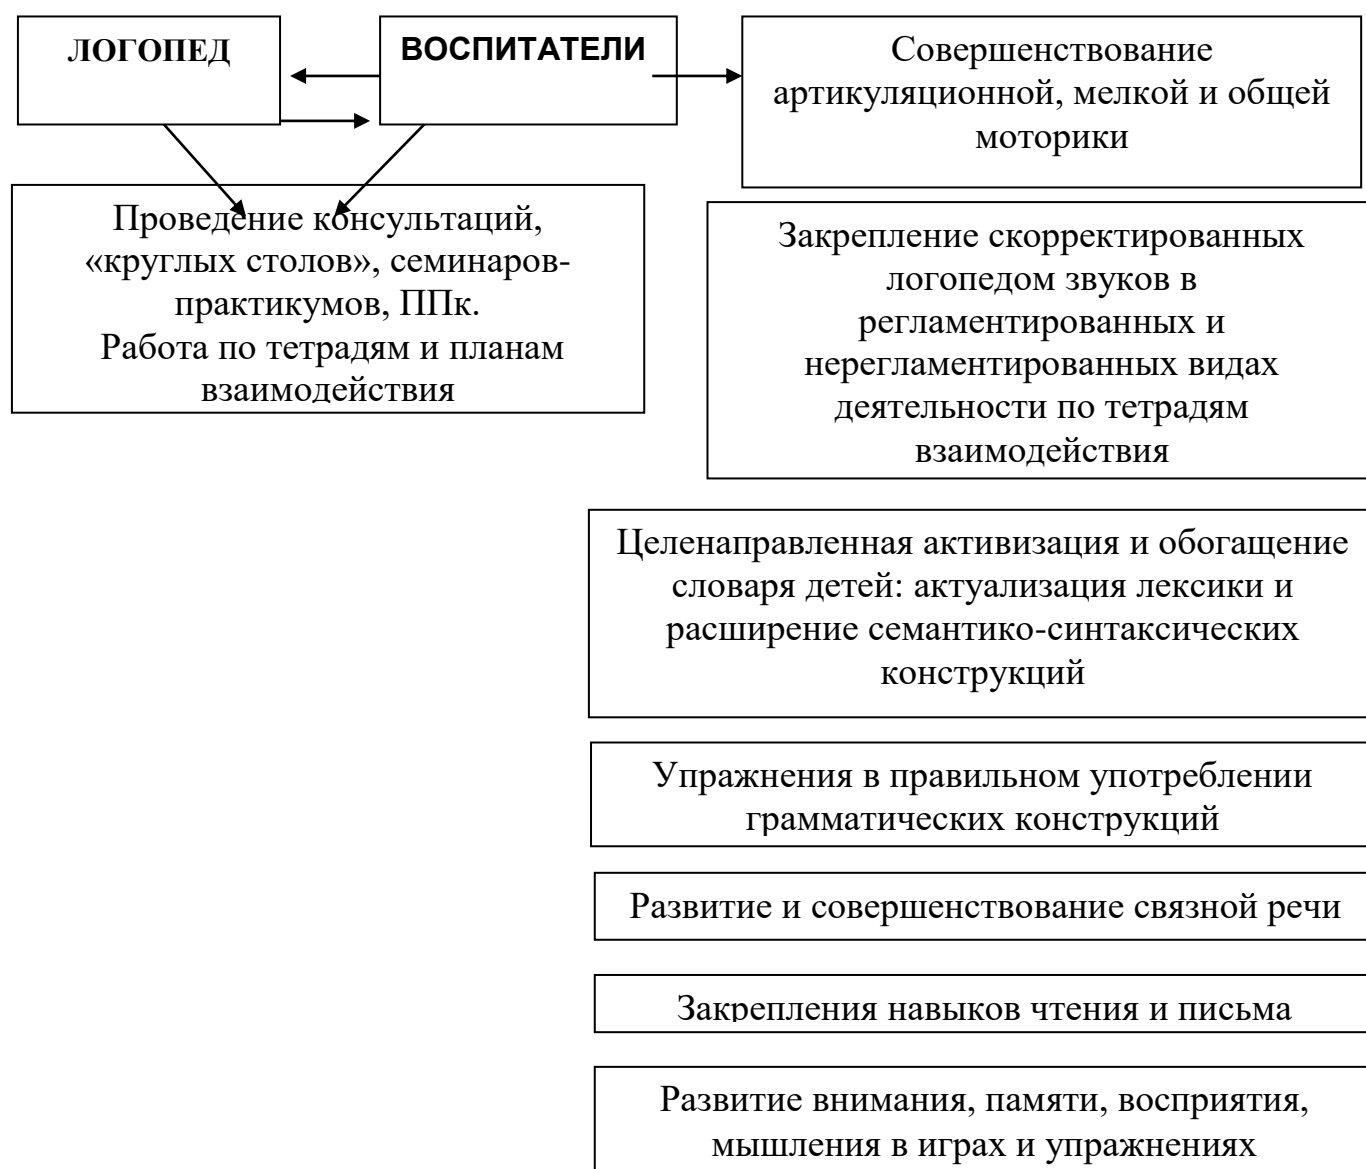 ЛОГОПЕД
ВОСПИТАТЕЛИ
Совершенствование
артикуляционной, мелкой и общей
моторики
Проведение консультаций,
«круглых столов», семинаров-
практикумов, ППк.
Работа по тетрадям и планам
взаимодействия
Закрепление скорректированных
логопедом звуков в
регламентированных и
нерегламентированных видах
деятельности по тетрадям
взаимодействия
Целенаправленная активизация и обогащение
словаря детей: актуализация лексики и
расширение семантико-синтаксических
конструкций
Упражнения в правильном употреблении
грамматических конструкций
Развитие и совершенствование связной речи
Закрепления навыков чтения и письма
Развитие внимания, памяти, восприятия,
мышления в играх и упражнениях